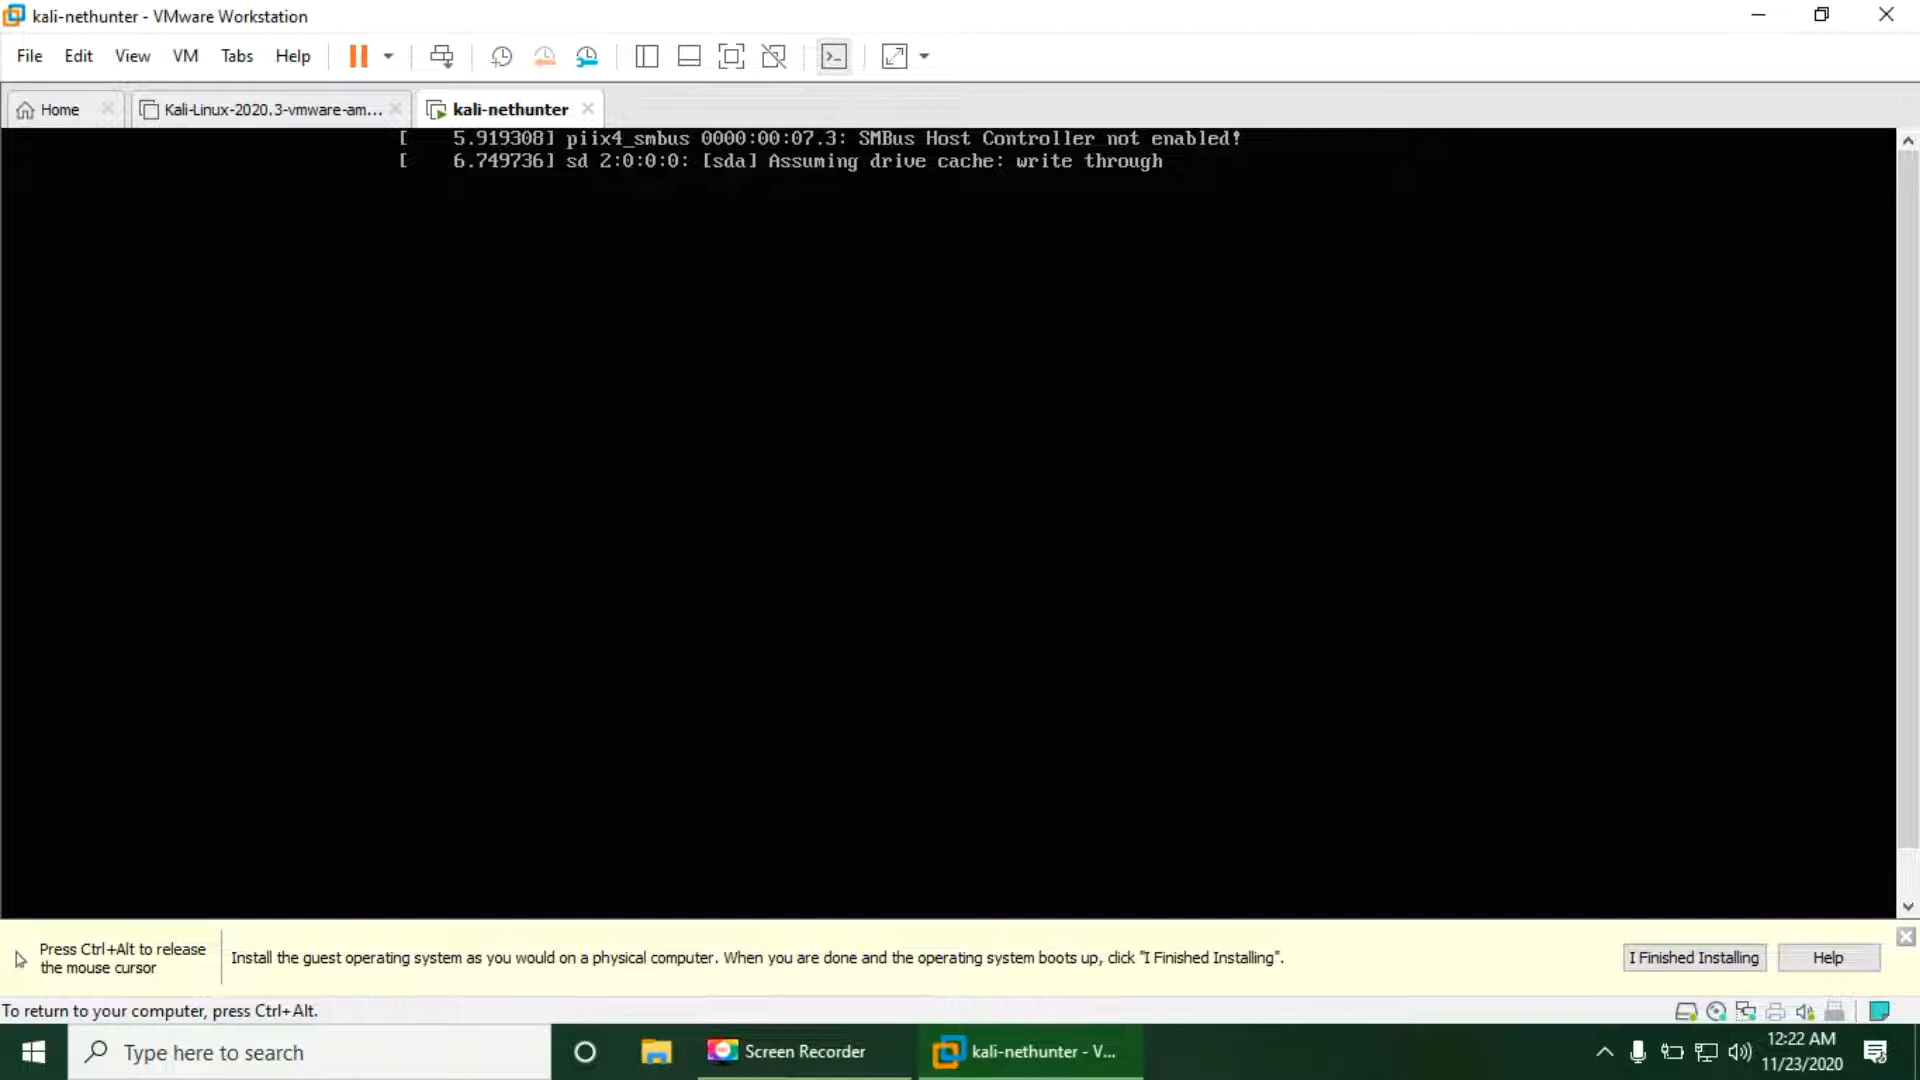 kali-nethunter - VMware Workstation
File Edit View VM Tabs Help
Home Kali-Linux-2020.3-vmware-am... kali-nethunter
[    5.919308] piix4_smbus 0000:00:07.3: SMBus Host Controller not enabled!
[    6.749736] sd 2:0:0:0: [sda] Assuming drive cache: write through
Press Ctrl+Alt to release
the mouse cursor
Install the guest operating system as you would on a physical computer. When you are done and the operating system boots up, click "I Finished Installing".
I Finished Installing Help
To return to your computer, press Ctrl+Alt.
Type here to search
Screen Recorder
kali-nethunter - V...
12:22 AM
11/23/2020